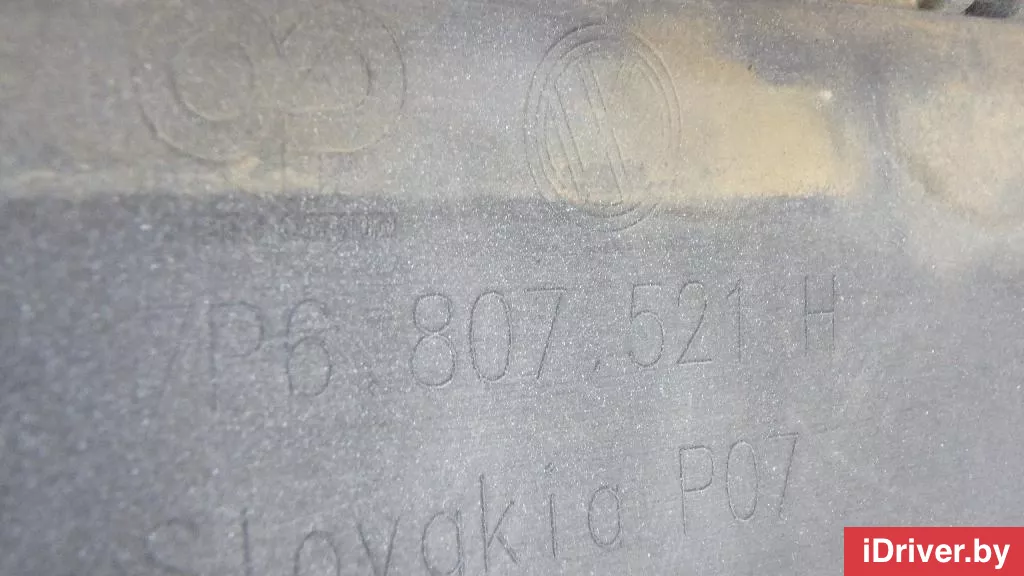 7P6.807.521 H
Slovakia P07
iDriver.by